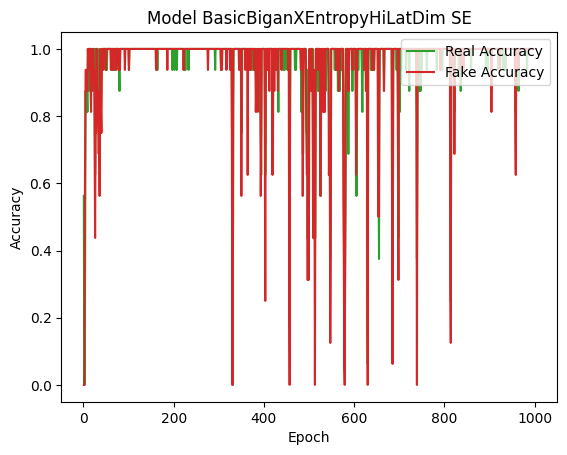 Model BasicBiganXEntropyHiLatDim SE
Real Accuracy
Fake Accuracy
Accuracy
1.0
0.8
0.6
0.4
0.2
0.0
0 200 400 600 800 1000
Epoch